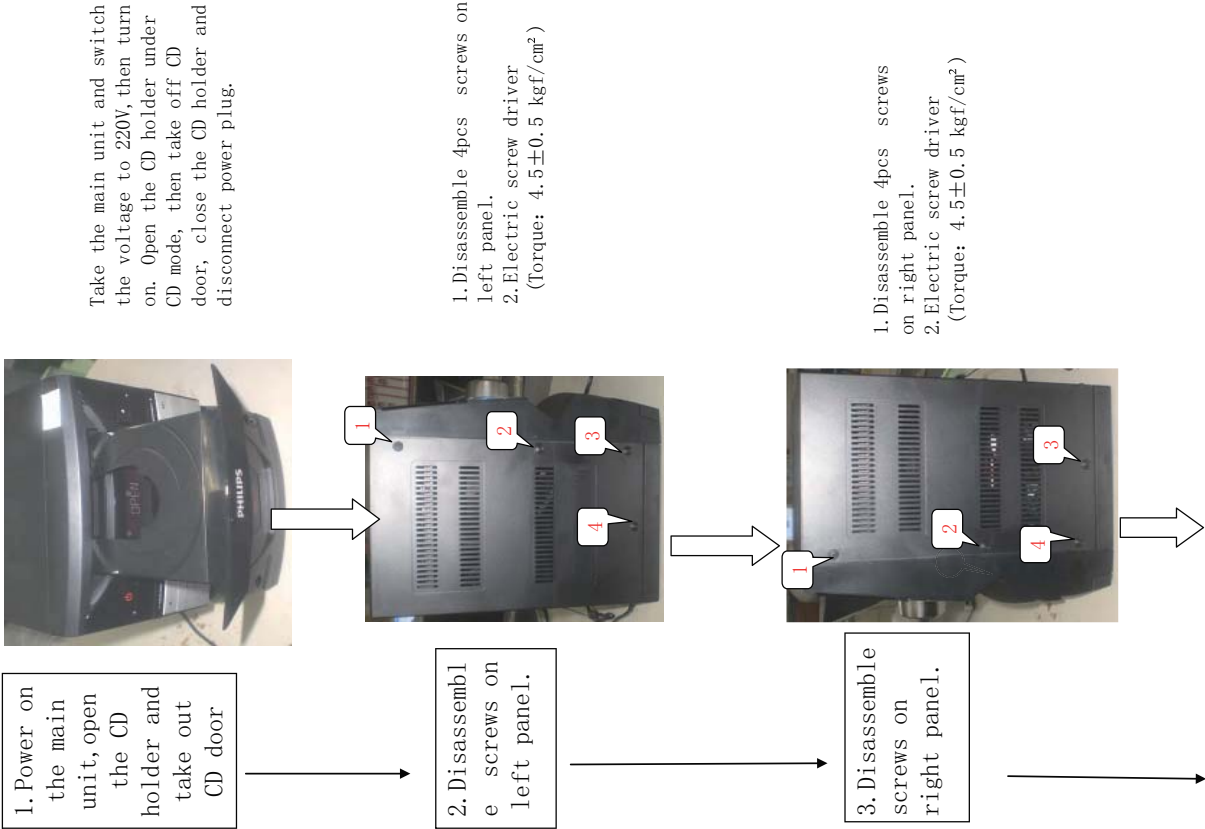 1.Power on
the main
unit,open
the CD
holder and
take out
CD door
OPEN
PHILIPS
Take the main unit and switch
the voltage to 220V,then turn
on. Open the CD holder under
CD mode, then take off CD
door, close the CD holder and
disconnect power plug.
2.Disassembl
e screws on
left panel.
1
2
3
4
1.Disassemble 4pcs screws on
left panel.
2.Electric screw driver
(Torque: 4.5±0.5 kgf/cm²)
3.Disassemble
screws on
right panel.
1
2
3
4
1.Disassemble 4pcs screws
on right panel.
2.Electric screw driver
(Torque: 4.5±0.5 kgf/cm²)